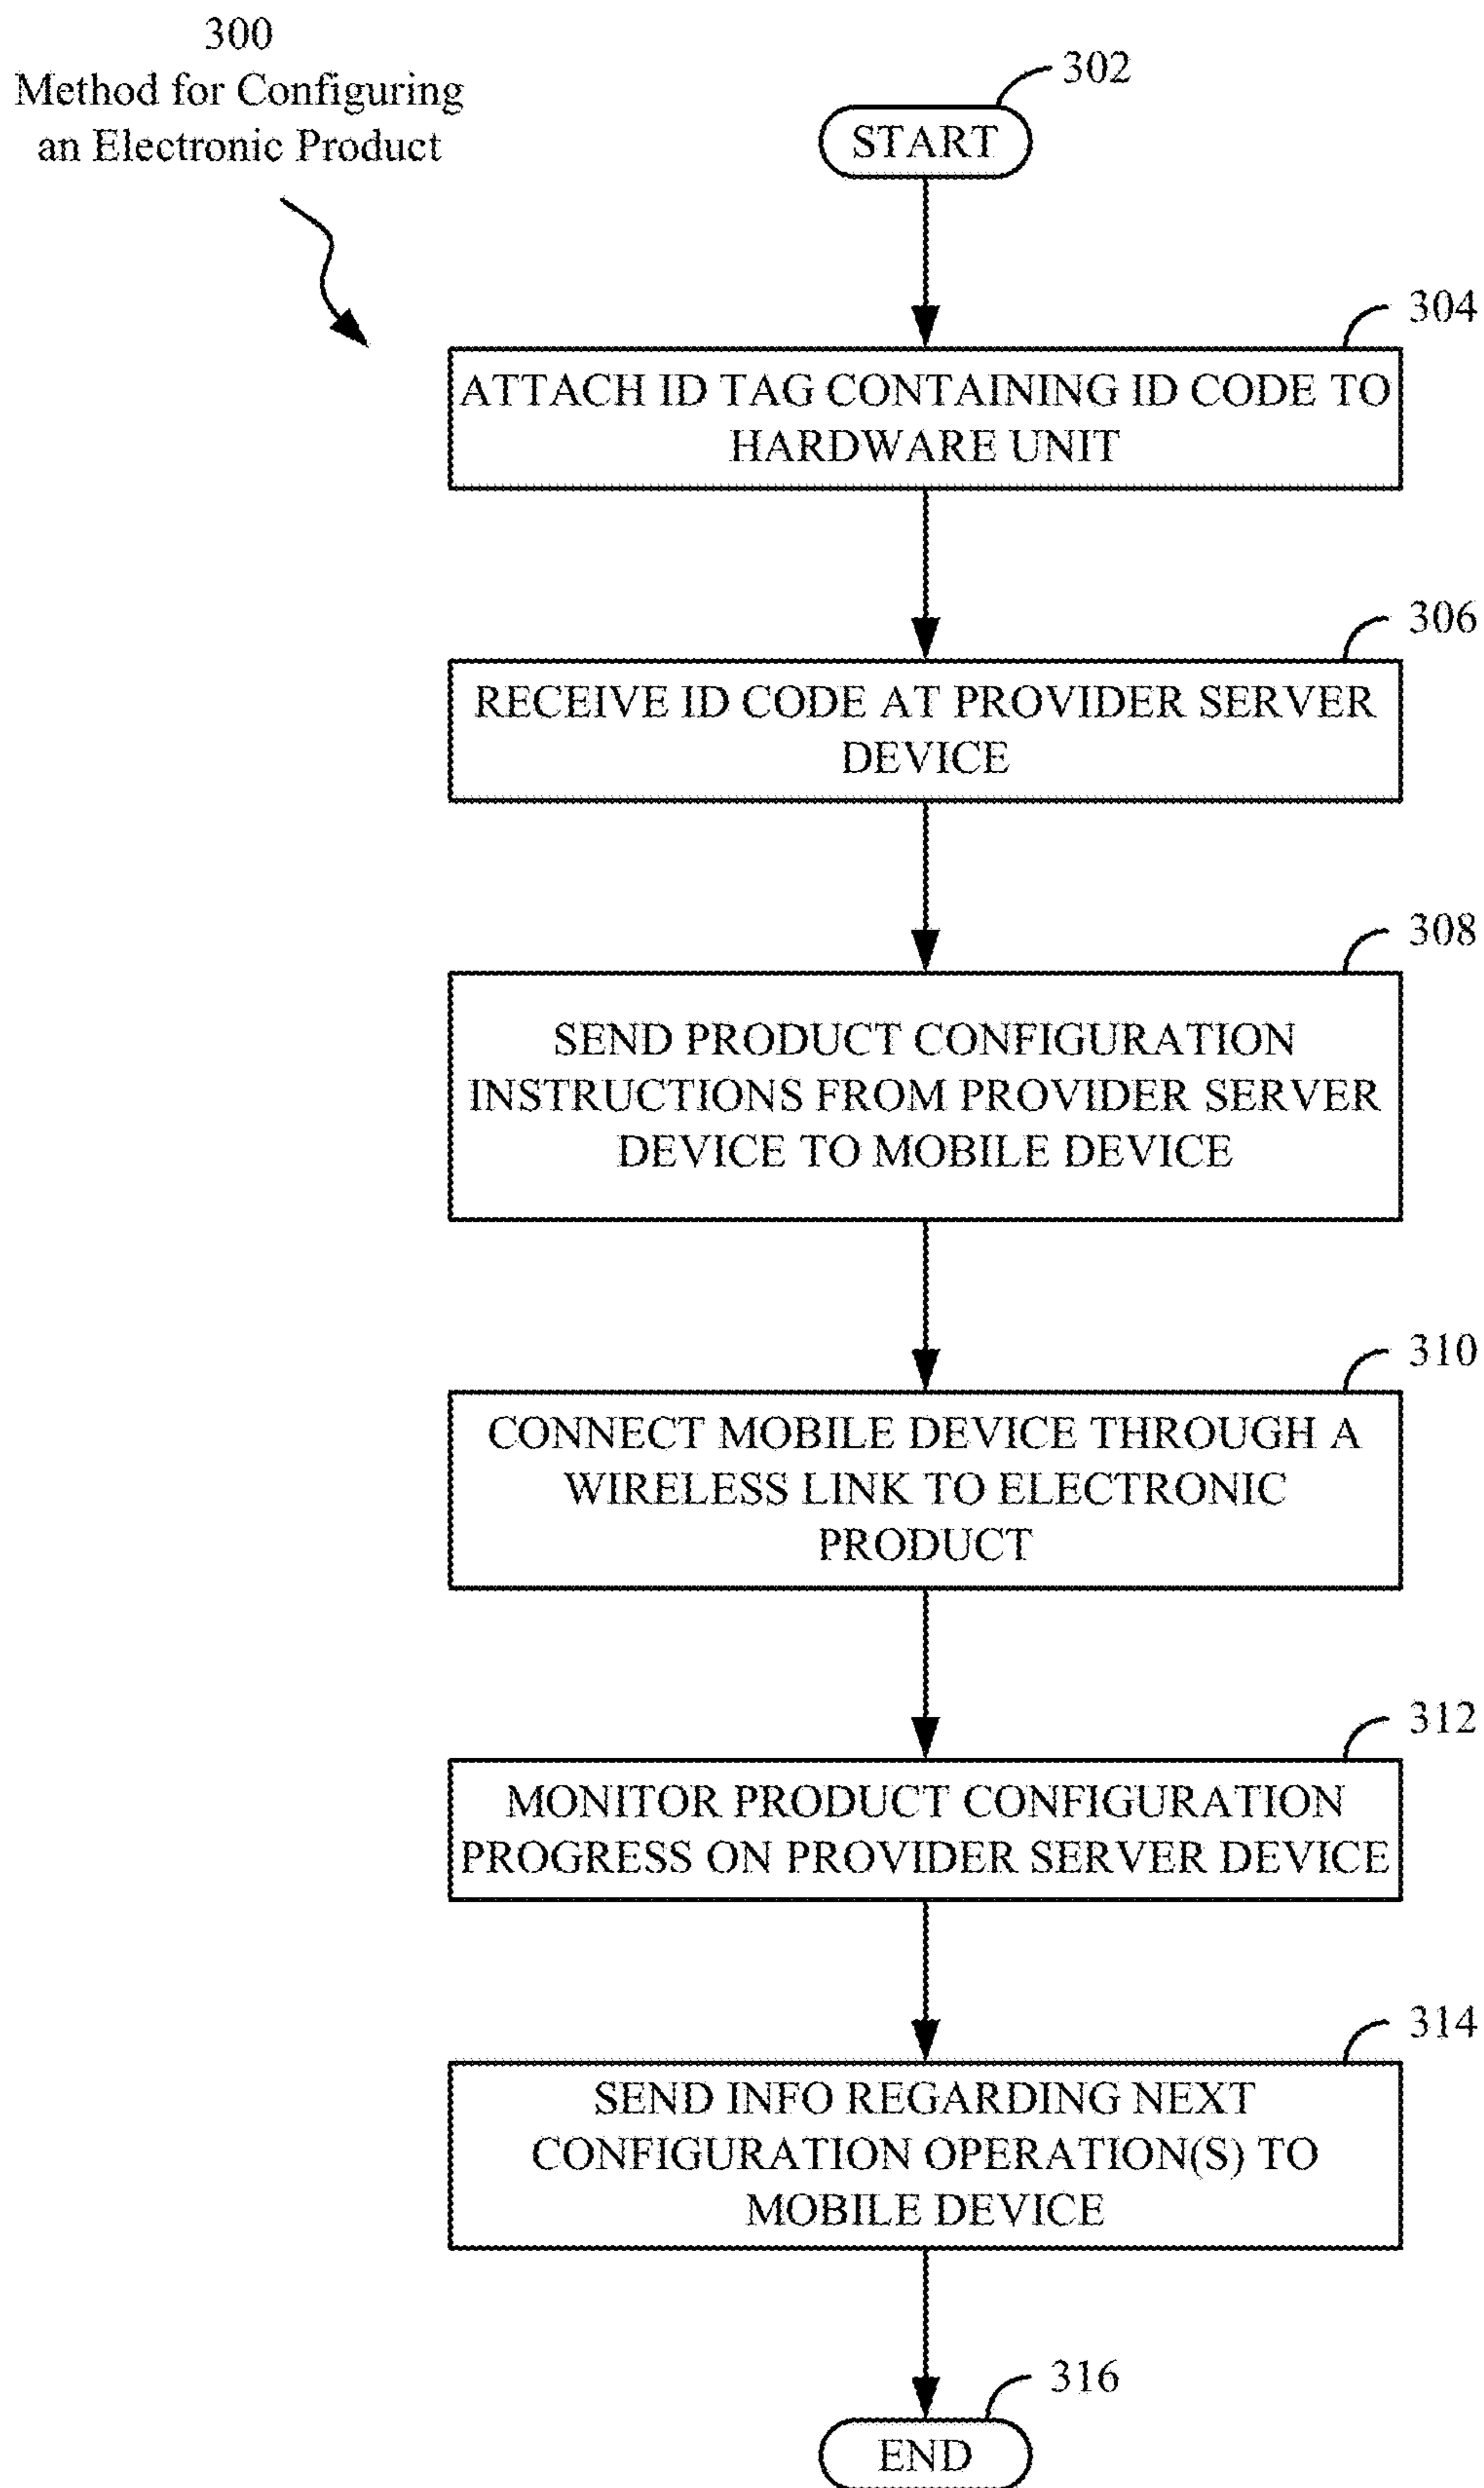 300
Method for Configuring
an Electronic Product
302
START
304
ATTACH ID TAG CONTAINING ID CODE TO
HARDWARE UNIT
306
RECEIVE ID CODE AT PROVIDER SERVER
DEVICE
308
SEND PRODUCT CONFIGURATION
INSTRUCTIONS FROM PROVIDER SERVER
DEVICE TO MOBILE DEVICE
310
CONNECT MOBILE DEVICE THROUGH A
WIRELESS LINK TO ELECTRONIC
PRODUCT
312
MONITOR PRODUCT CONFIGURATION
PROGRESS ON PROVIDER SERVER DEVICE
314
SEND INFO REGARDING NEXT
CONFIGURATION OPERATION(S) TO
MOBILE DEVICE
316
END